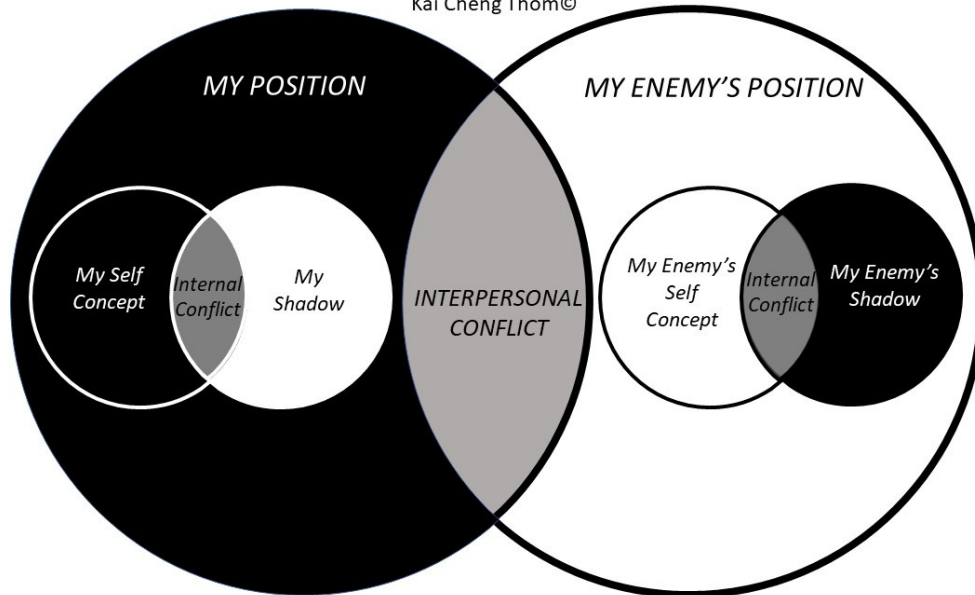 Kai Cheng Thom©
MY POSITION
MY ENEMY'S POSITION
My Self
Concept
Internal
Conflict
My
Shadow
INTERPERSONAL
CONFLICT
My Enemy's
Self
Concept
Internal
Conflict
My Enemy's
Shadow